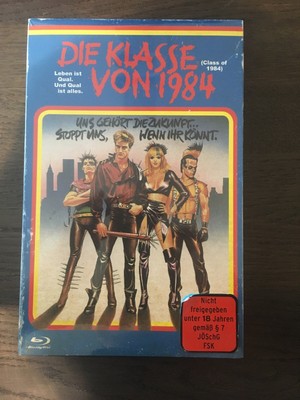 DIE KLASSE
VON 1984
(Class of
1984)
Leben ist
Qual.
Und Qual
ist alles.
UNS GEHÖRT DIE ZUKUNFT...
STOPPT UNS, WENN IHR KÖNNT.
Nicht
freigegeben
unter 18 Jahren
gemäß § 7
JÖSchG
FSK